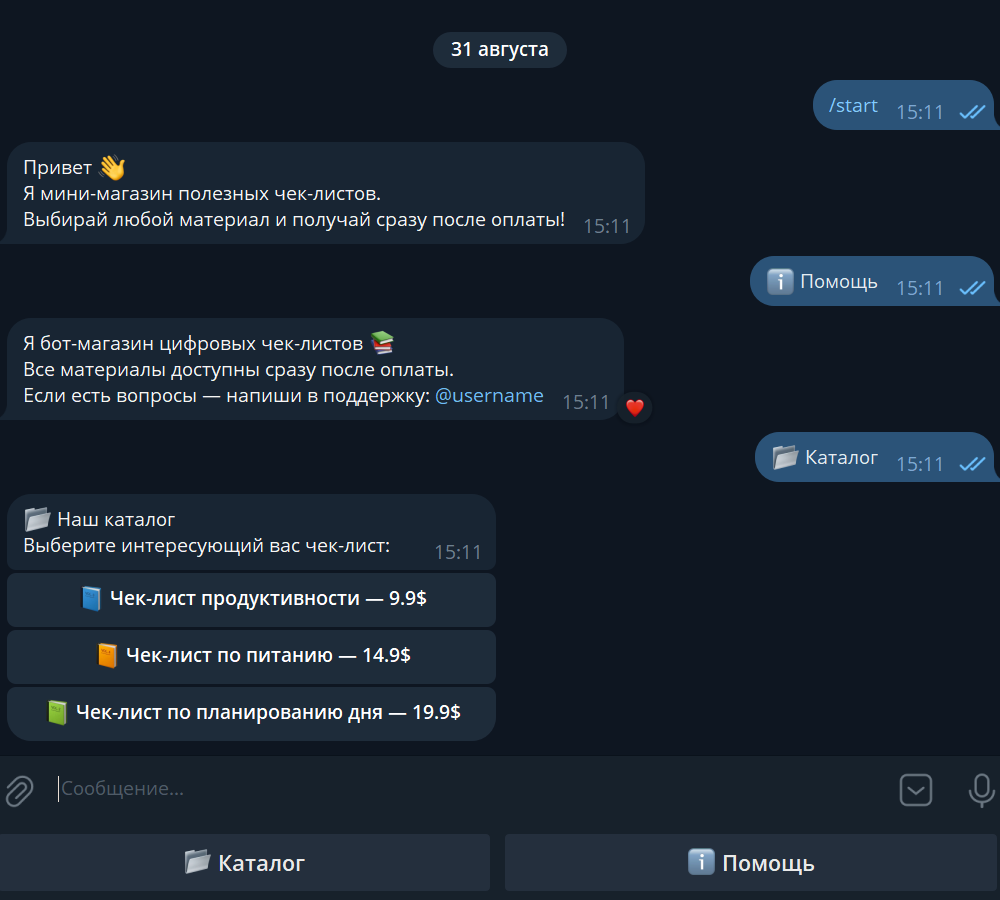 31 августа
/start 15:11
Привет 👋
Я мини-магазин полезных чек-листов.
Выбирай любой материал и получай сразу после оплаты! 15:11
ℹ️ Помощь 15:11
Я бот-магазин цифровых чек-листов 📚
Все материалы доступны сразу после оплаты.
Если есть вопросы — напиши в поддержку: @username 15:11
📂 Каталог 15:11
📂 Наш каталог
Выберите интересующий вас чек-лист: 15:11
📘 Чек-лист продуктивности — 9.9$
📙 Чек-лист по питанию — 14.9$
📗 Чек-лист по планированию дня — 19.9$
Сообщение...
📂 Каталог
ℹ️ Помощь